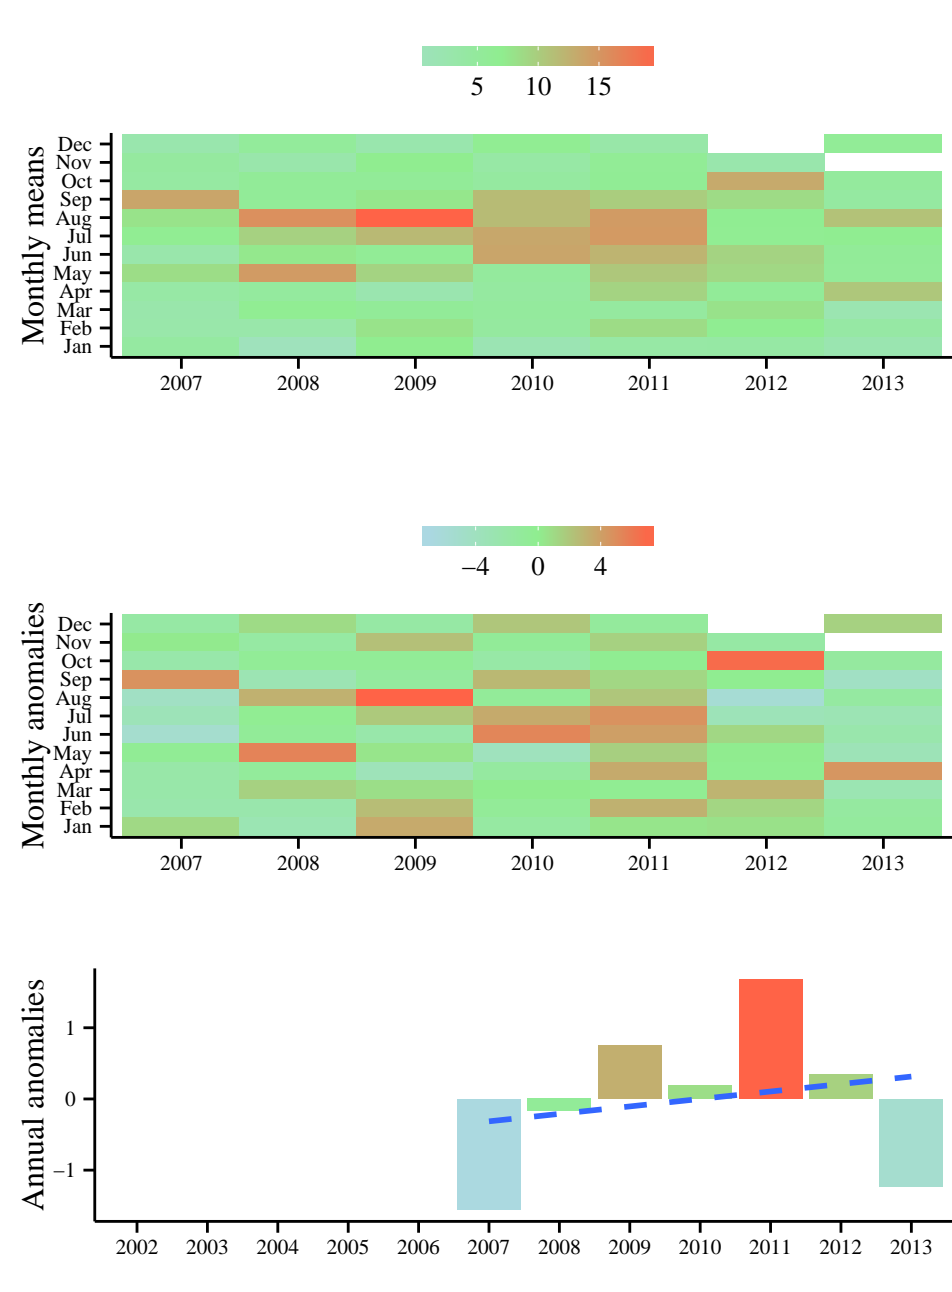 5 10 15
Monthly means
Dec
Nov
Oct
Sep
Aug
Jul
Jun
May
Apr
Mar
Feb
Jan
2007 2008 2009 2010 2011 2012 2013
−4 0 4
Monthly anomalies
Dec
Nov
Oct
Sep
Aug
Jul
Jun
May
Apr
Mar
Feb
Jan
2007 2008 2009 2010 2011 2012 2013
Annual anomalies
1
0
−1
2002 2003 2004 2005 2006 2007 2008 2009 2010 2011 2012 2013